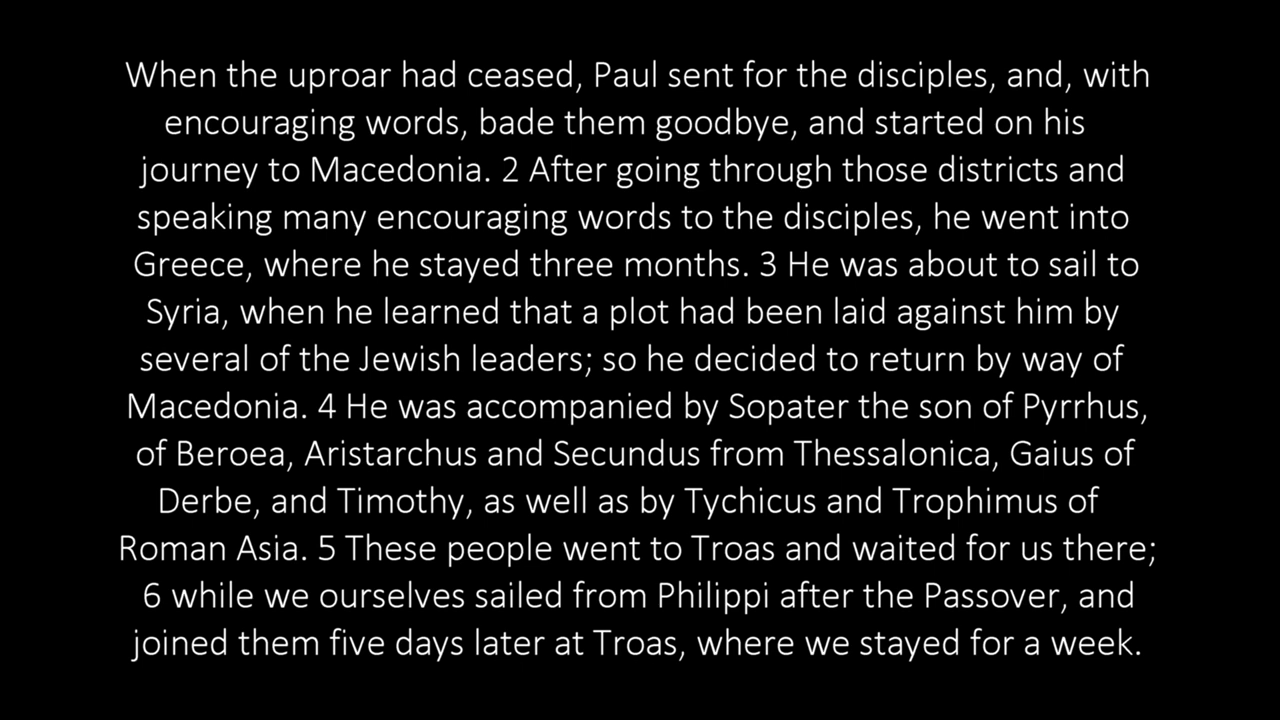 When the uproar had ceased, Paul sent for the disciples, and, with
encouraging words, bade them goodbye, and started on his
journey to Macedonia. 2 After going through those districts and
speaking many encouraging words to the disciples, he went into
Greece, where he stayed three months. 3 He was about to sail to
Syria, when he learned that a plot had been laid against him by
several of the Jewish leaders; so he decided to return by way of
Macedonia. 4 He was accompanied by Sopater the son of Pyrrhus,
of Beroea, Aristarchus and Secundus from Thessalonica, Gaius of
Derbe, and Timothy, as well as by Tychicus and Trophimus of
Roman Asia. 5 These people went to Troas and waited for us there;
6 while we ourselves sailed from Philippi after the Passover, and
joined them five days later at Troas, where we stayed for a week.